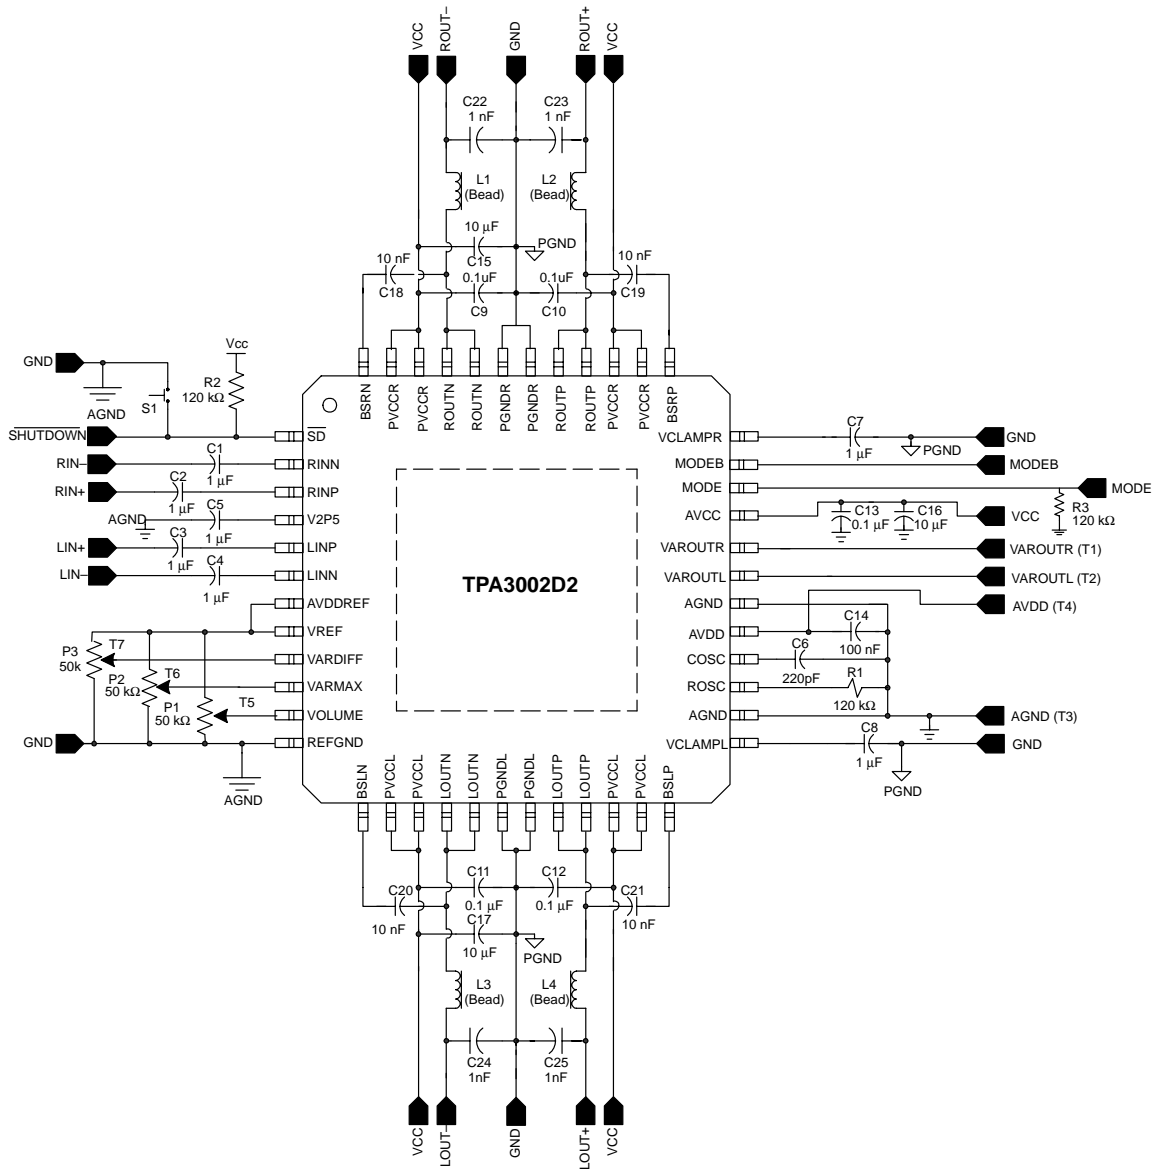 VCC
ROUT−
GND
ROUT+
VCC
C22
1 nF
C23
1 nF
L1
(Bead)
L2
(Bead)
10 µF
C15
PGND
10 nF
C18
0.1uF
C9
0.1uF
C10
10 nF
C19
BSRN
PVCCR
PVCCR
ROUTN
ROUTN
PGNDR
PGNDR
ROUTP
ROUTP
PVCCR
PVCCR
BSRP
GND
AGND
S1
Vcc
R2
120 kΩ
SHUTDOWN
RIN−
C1
1 µF
RIN+
C2
1 µF
AGND
C5
1 µF
LIN+
C3
1 µF
LIN−
C4
1 µF
P3
50k
T7
P2
50 kΩ
T6
P1
50 kΩ
T5
GND
AGND
SD
RINN
RINP
V2P5
LINP
LINN
AVDDREF
VREF
VARDIFF
VARMAX
VOLUME
REFGND
TPA3002D2
VCLAMPR
MODEB
MODE
AVCC
VAROUTR
VAROUTL
AGND
AVDD
COSC
ROSC
AGND
VCLAMPL
C7
1 µF
PGND
GND
MODEB
MODE
R3
120 kΩ
C13
0.1 µF
C16
10 µF
VCC
VAROUTR (T1)
VAROUTL (T2)
AVDD (T4)
C14
100 nF
C6
220pF
R1
120 kΩ
AGND (T3)
C8
1 µF
GND
PGND
BSLN
PVCCL
PVCCL
LOUTN
LOUTN
PGNDL
PGNDL
LOUTP
LOUTP
PVCCL
PVCCL
BSLP
C20
10 nF
C11
0.1 µF
C12
0.1 µF
C21
10 nF
C17
10 µF
PGND
L3
(Bead)
L4
(Bead)
C24
1nF
C25
1nF
VCC
LOUT−
GND
LOUT+
VCC